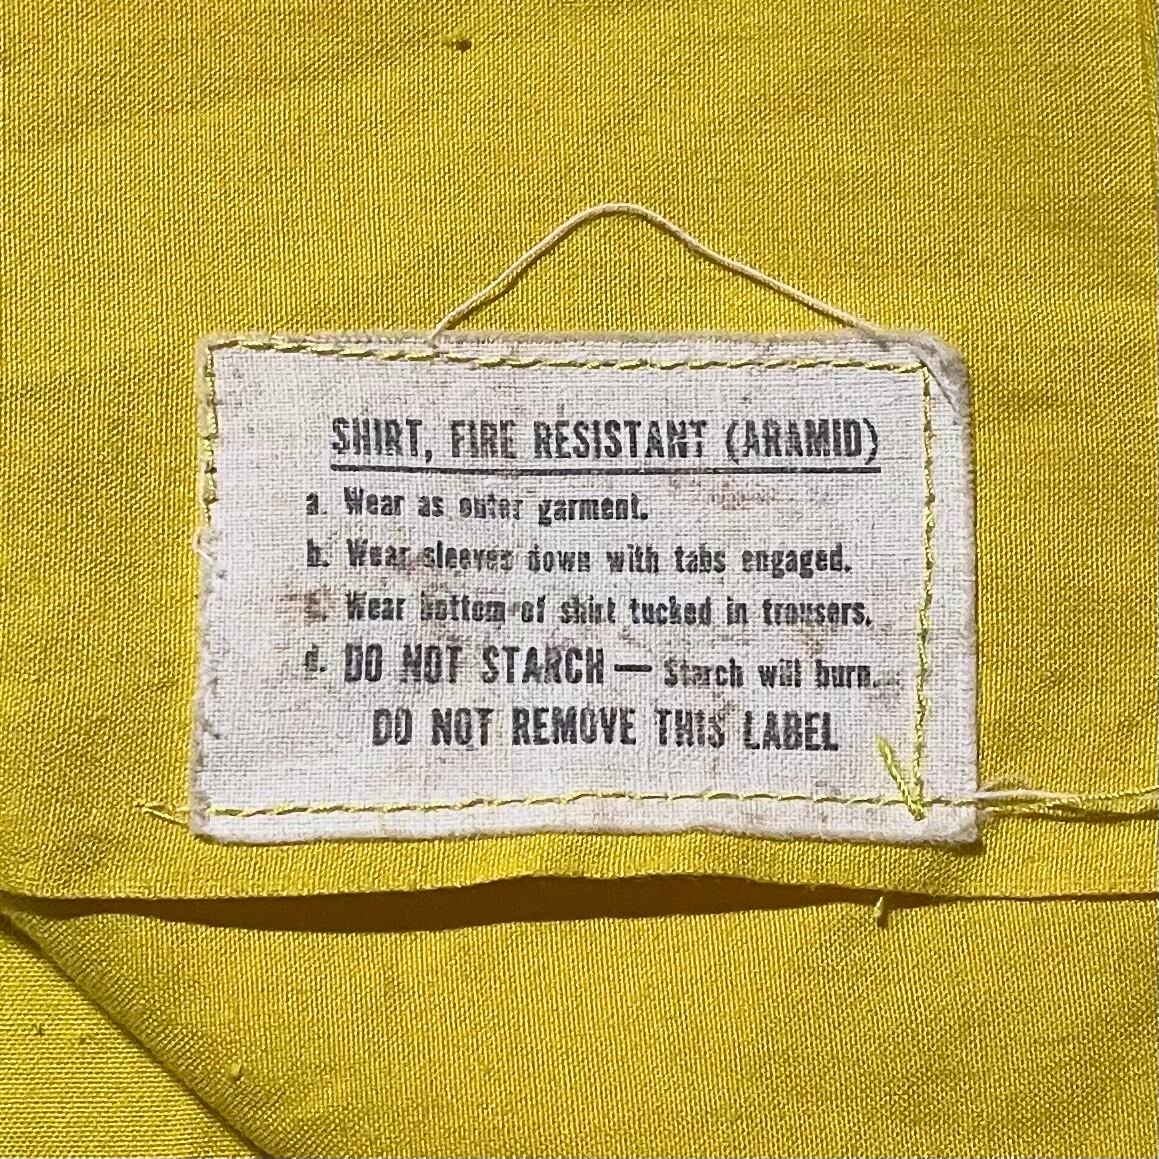 SHIRT, FIRE RESISTANT (ARAMID)
a. Wear as outer garment.
b. Wear sleeves down with tabs engaged.
c. Wear bottom of shirt tucked in trousers.
d. DO NOT STARCH — Starch will burn.
DO NOT REMOVE THIS LABEL